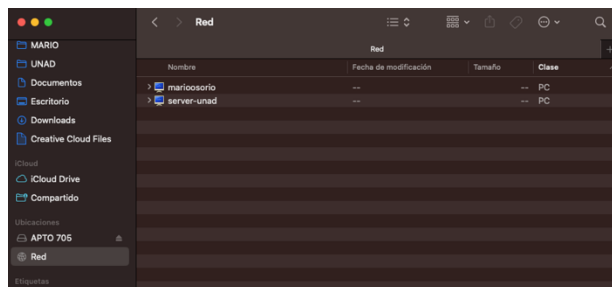 Red
Red
MARIO
UNAD
Documentos
Escritorio
Downloads
Creative Cloud Files
iCloud
iCloud Drive
Compartido
Ubicaciones
APTO 705
Red
Etiquetas
Nombre Fecha de modificación Tamaño Clase
marioosorio -- -- PC
server-unad -- -- PC